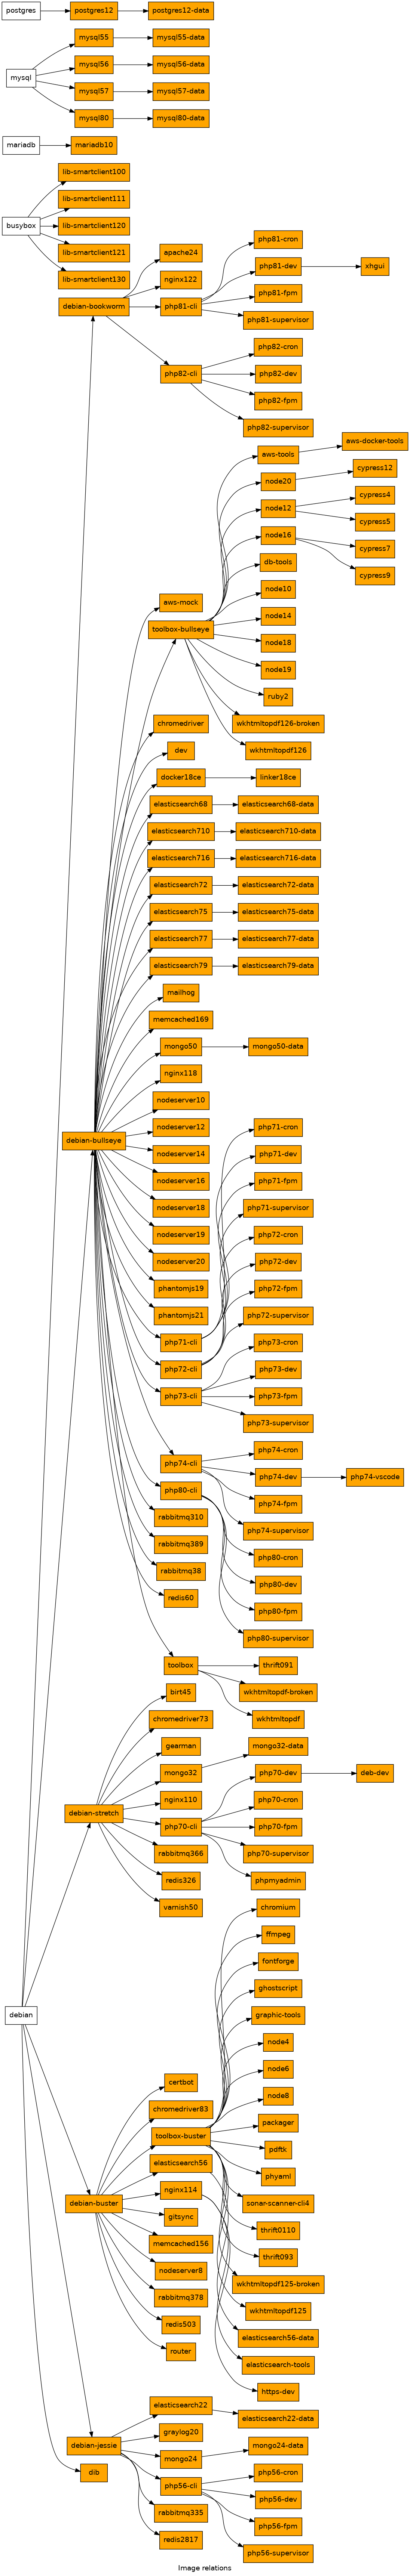 postgres
postgres12
postgres12-data
mysql
mysql55
mysql55-data
mysql56
mysql56-data
mysql57
mysql57-data
mysql80
mysql80-data
mariadb
mariadb10
busybox
lib-smartclient100
lib-smartclient111
lib-smartclient120
lib-smartclient121
lib-smartclient130
debian-bookworm
apache24
nginx122
php81-cli
php81-cron
php81-dev
xhgui
php81-fpm
php81-supervisor
php82-cli
php82-cron
php82-dev
php82-fpm
php82-supervisor
aws-mock
toolbox-bullseye
aws-tools
aws-docker-tools
node20
cypress12
node12
cypress4
cypress5
node16
cypress7
cypress9
db-tools
node10
node14
node18
node19
ruby2
wkhtmltopdf126-broken
wkhtmltopdf126
chromedriver
dev
docker18ce
linker18ce
elasticsearch68
elasticsearch68-data
elasticsearch710
elasticsearch710-data
elasticsearch716
elasticsearch716-data
elasticsearch72
elasticsearch72-data
elasticsearch75
elasticsearch75-data
elasticsearch77
elasticsearch77-data
elasticsearch79
elasticsearch79-data
mailhog
memcached169
mongo50
mongo50-data
nginx118
debian-bullseye
nodeserver10
nodeserver12
nodeserver14
nodeserver16
nodeserver18
nodeserver19
nodeserver20
phantomjs19
phantomjs21
php71-cli
php71-cron
php71-dev
php71-fpm
php71-supervisor
php72-cli
php72-cron
php72-dev
php72-fpm
php72-supervisor
php73-cli
php73-cron
php73-dev
php73-fpm
php73-supervisor
php74-cli
php74-cron
php74-dev
php74-vscode
php74-fpm
php74-supervisor
php80-cli
php80-cron
php80-dev
php80-fpm
php80-supervisor
rabbitmq310
rabbitmq389
rabbitmq38
redis60
toolbox
thrift091
wkhtmltopdf-broken
wkhtmltopdf
debian-stretch
birt45
chromedriver73
gearman
mongo32
mongo32-data
nginx110
php70-cli
php70-dev
deb-dev
php70-cron
php70-fpm
php70-supervisor
phpmyadmin
rabbitmq366
redis326
varnish50
debian
debian-buster
certbot
chromedriver83
toolbox-buster
chromium
ffmpeg
fontforge
ghostscript
graphic-tools
node4
node6
node8
packager
pdftk
phyaml
sonar-scanner-cli4
thrift0110
thrift093
wkhtmltopdf125-broken
wkhtmltopdf125
elasticsearch56
elasticsearch56-data
elasticsearch-tools
nginx114
https-dev
gitsync
memcached156
nodeserver8
rabbitmq378
redis503
router
debian-jessie
elasticsearch22
elasticsearch22-data
graylog20
mongo24
mongo24-data
php56-cli
php56-cron
php56-dev
php56-fpm
php56-supervisor
rabbitmq335
redis2817
dib
Image relations